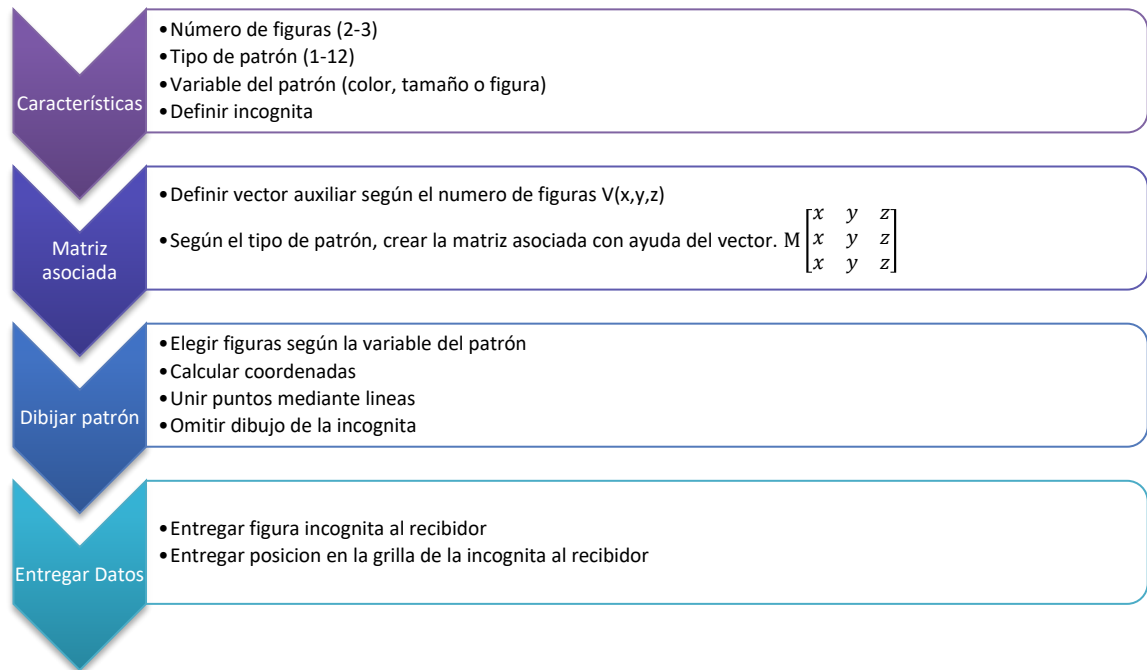 Características
•Número de figuras (2-3)
•Tipo de patrón (1-12)
•Variable del patrón (color, tamaño o figura)
•Definir incognita
Matriz
asociada
•Definir vector auxiliar según el numero de figuras V(x,y,z)
•Según el tipo de patrón, crear la matriz asociada con ayuda del vector. M [x y z
x y z
x y z]
Dibijar patrón
•Elegir figuras según la variable del patrón
•Calcular coordenadas
•Unir puntos mediante lineas
•Omitir dibujo de la incognita
Entregar Datos
•Entregar figura incognita al recibidor
•Entregar posicion en la grilla de la incognita al recibidor